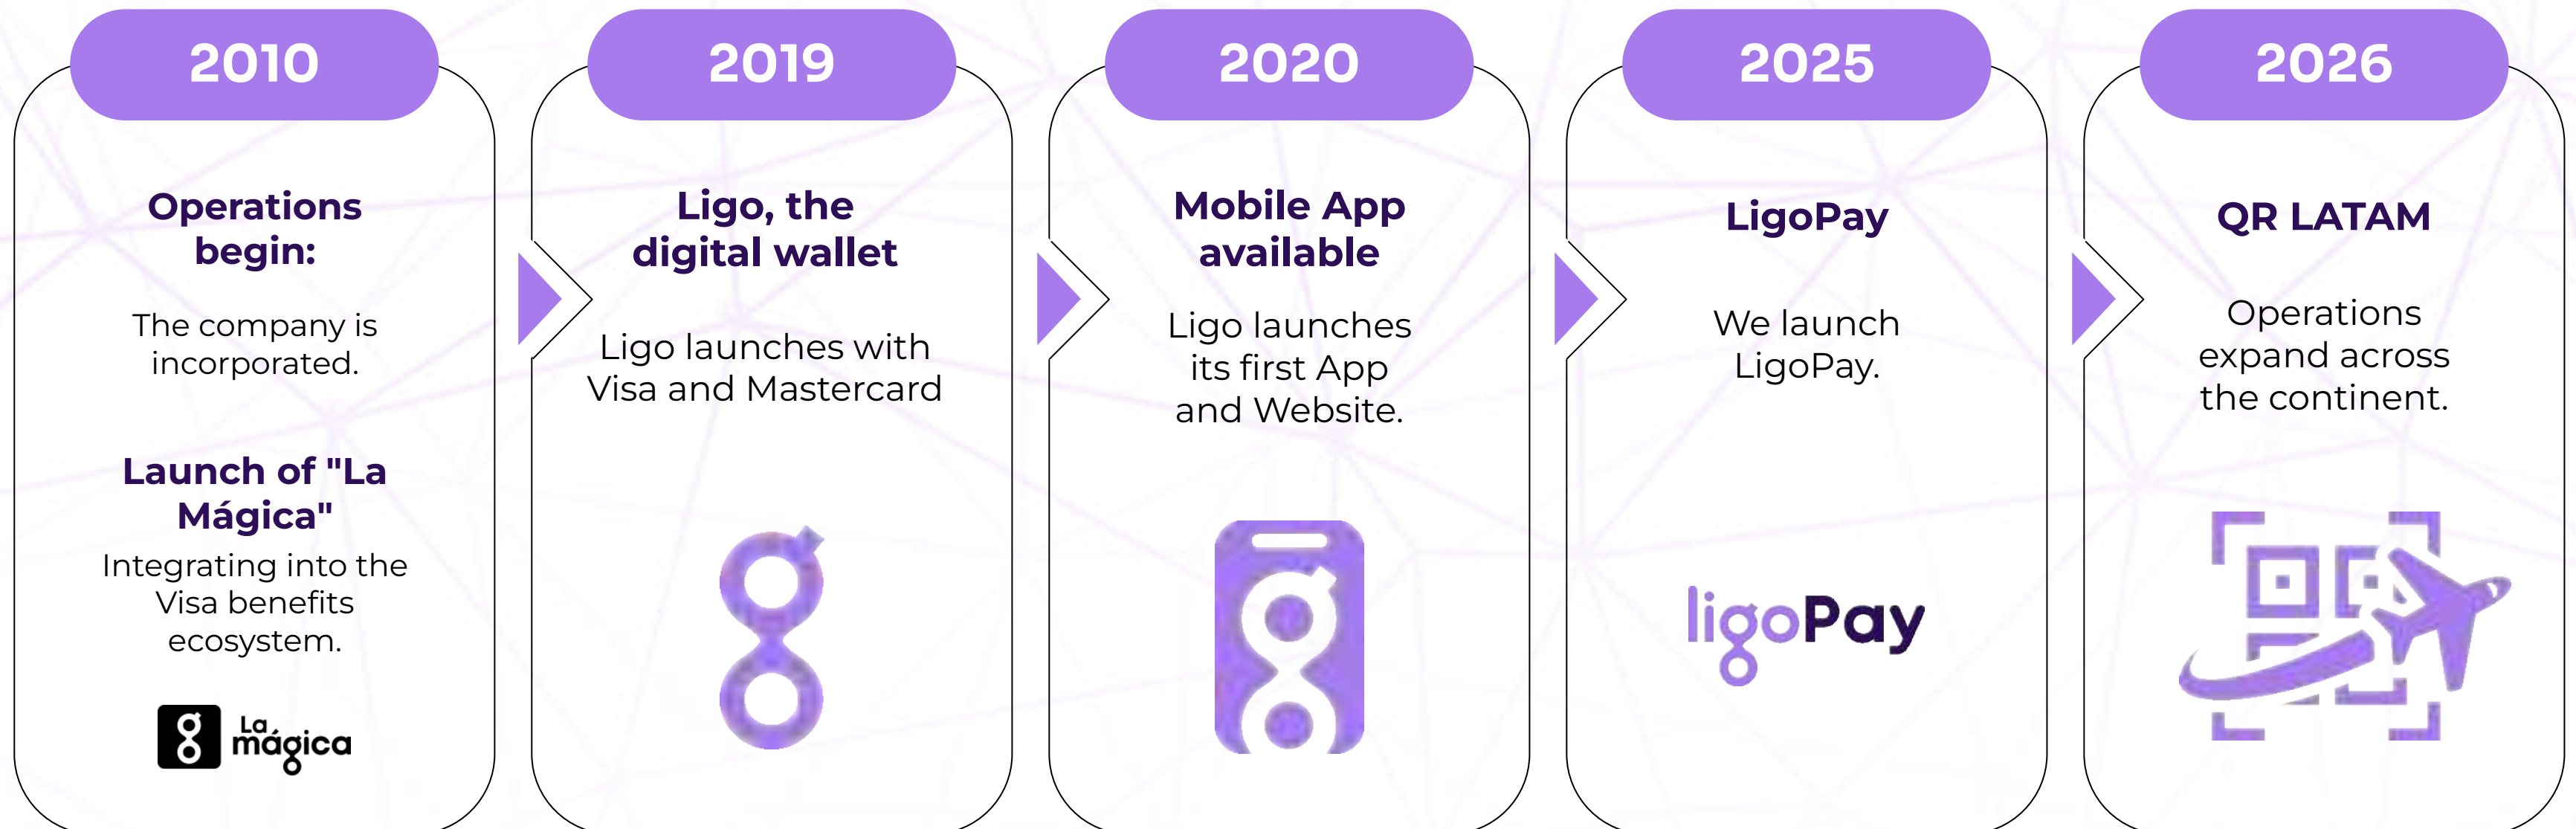 2010
Operations
begin:
The company is
incorporated.
Launch of "La
Mágica"
Integrating into the
Visa benefits
ecosystem.
La
mágica
2019
Ligo, the
digital wallet
Ligo launches with
Visa and Mastercard
2020
Mobile App
available
Ligo launches
its first App
and Website.
2025
LigoPay
We launch
LigoPay.
ligoPay
2026
QR LATAM
Operations
expand across
the continent.